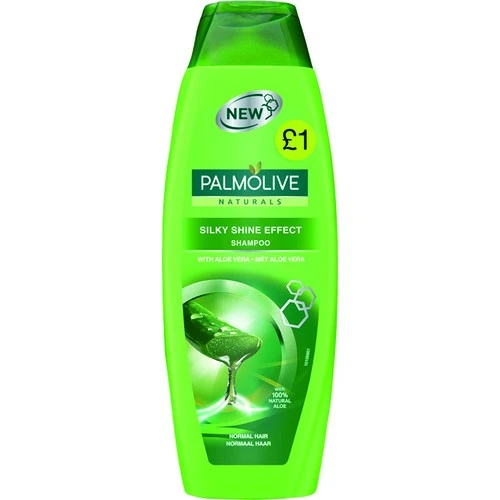 NEW
£1
PALMOLIVE
NATURALS
SILKY SHINE EFFECT
SHAMPOO
WITH ALOE VERA • MET ALOE VERA
with
100%
NATURAL
ALOE
NORMAL HAIR
NORMAAL HAAR